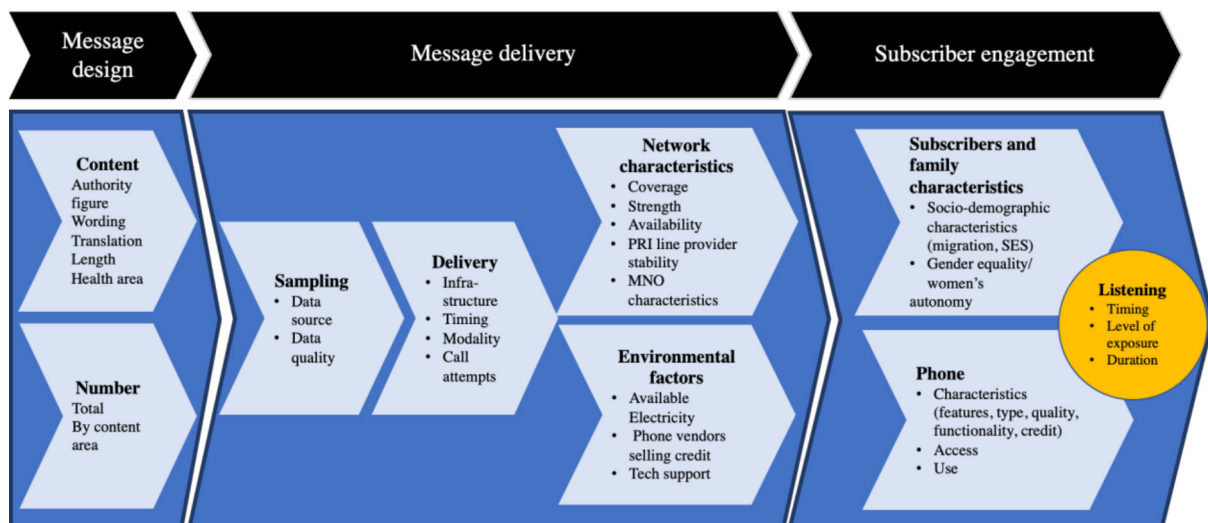 Message
design
Message delivery
Subscriber engagement
Content
Authority
figure
Wording
Translation
Length
Health area
Number
Total
By content
area
Sampling
• Data
source
• Data
quality
Delivery
• Infra-
structure
• Timing
• Modality
• Call
attempts
Network
characteristics
• Coverage
• Strength
• Availability
• PRI line provider
stability
• MNO
characteristics
Environmental
factors
• Available
Electricity
• Phone vendors
selling credit
• Tech support
Subscribers and
family
characteristics
• Socio-demographic
characteristics
(migration, SES)
• Gender equality/
women's
autonomy
Phone
• Characteristics
(features, type, quality,
functionality, credit)
• Access
• Use
Listening
• Timing
• Level of
exposure
• Duration